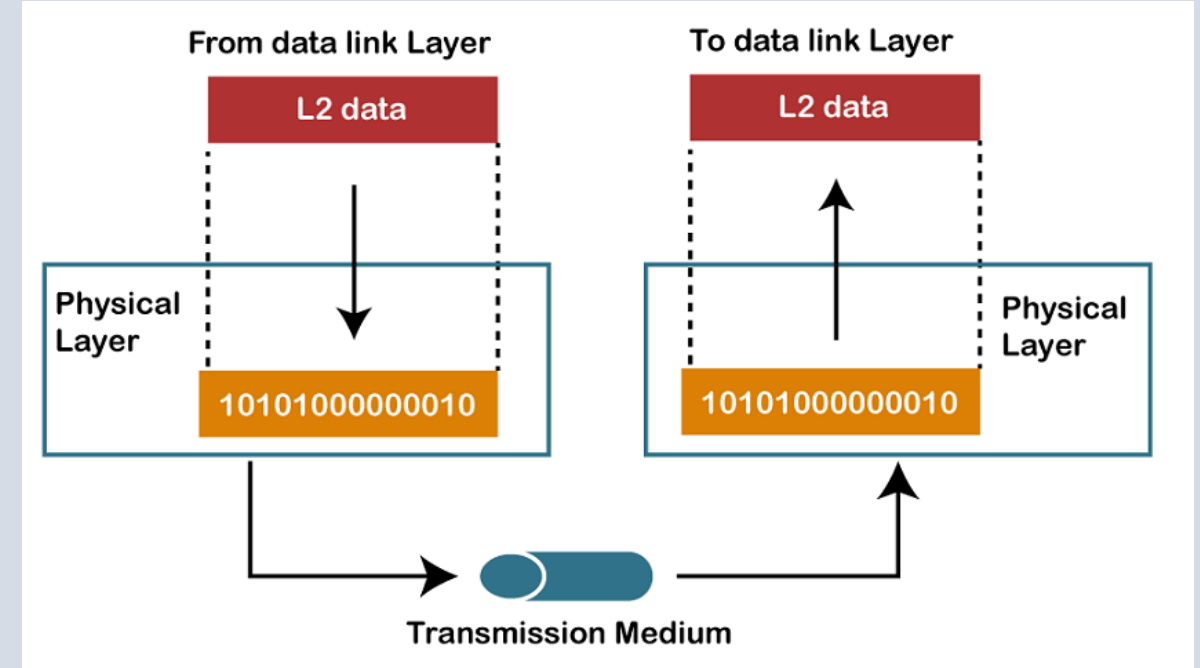 From data link Layer
L2 data
Physical
Layer
10101000000010
To data link Layer
L2 data
Physical
Layer
10101000000010
Transmission Medium